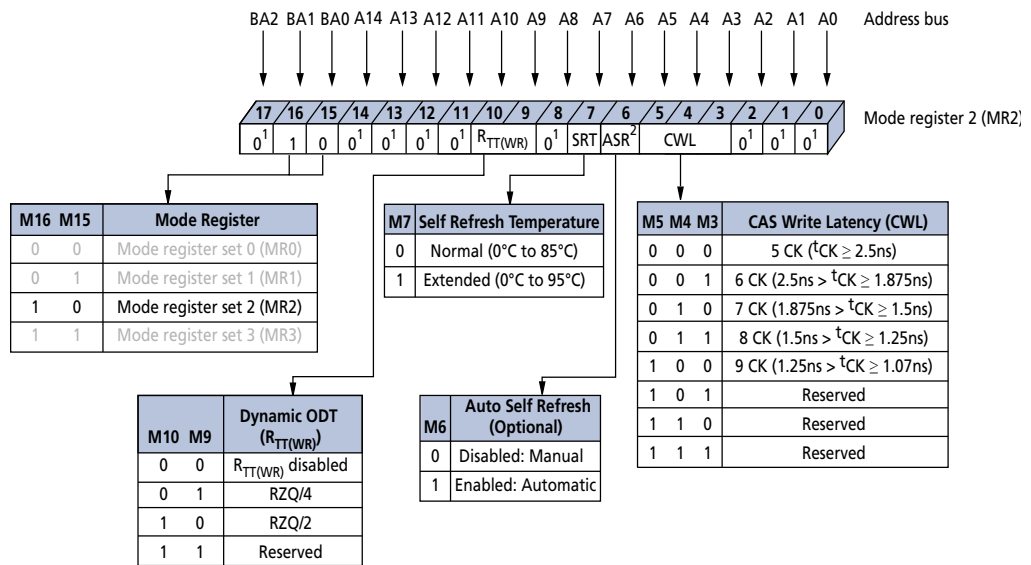 BA2 BA1 BA0 A14 A13 A12 A11 A10 A9 A8 A7 A6 A5 A4 A3 A2 A1 A0 Address bus
17 16 15 14 13 12 11 10 9 8 7 6 5 4 3 2 1 0
Mode register 2 (MR2)
0¹ 1 0 0¹ 0¹ 0¹ 0¹ RTT(WR) 0¹ SRT ASR² CWL 0¹ 0¹ 0¹
M16 M15 Mode Register
0 0 Mode register set 0 (MR0)
0 1 Mode register set 1 (MR1)
1 0 Mode register set 2 (MR2)
1 1 Mode register set 3 (MR3)
M7 Self Refresh Temperature
0 Normal (0°C to 85°C)
1 Extended (0°C to 95°C)
M5 M4 M3 CAS Write Latency (CWL)
0 0 0 5 CK (tCK ≥ 2.5ns)
0 0 1 6 CK (2.5ns > tCK ≥ 1.875ns)
0 1 0 7 CK (1.875ns > tCK ≥ 1.5ns)
0 1 1 8 CK (1.5ns > tCK ≥ 1.25ns)
1 0 0 9 CK (1.25ns > tCK ≥ 1.07ns)
1 0 1 Reserved
1 1 0 Reserved
1 1 1 Reserved
M10 M9 Dynamic ODT
(RTT(WR))
0 0 RTT(WR) disabled
0 1 RZQ/4
1 0 RZQ/2
1 1 Reserved
M6 Auto Self Refresh
(Optional)
0 Disabled: Manual
1 Enabled: Automatic